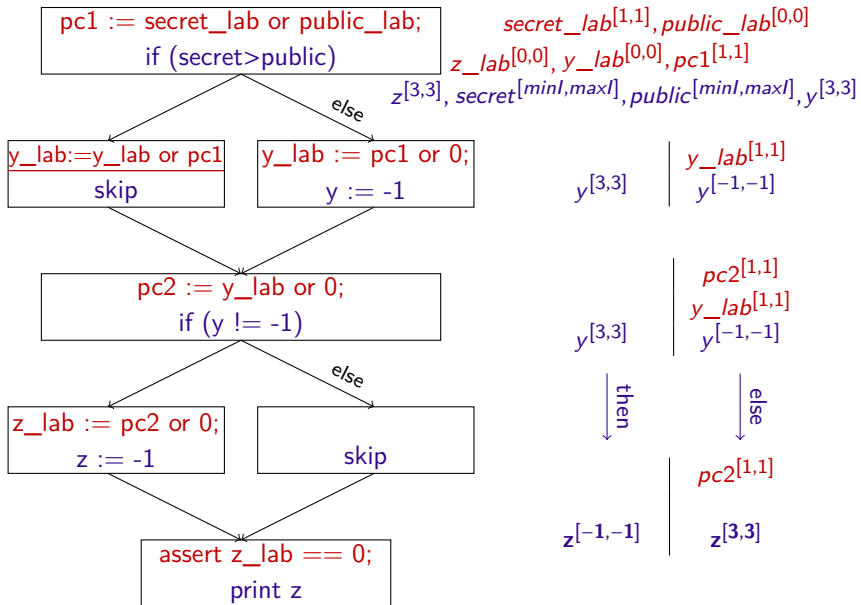 pc1 := secret_lab or public_lab;
if (secret>public)
secret_lab[1,1], public_lab[0,0]
z_lab[0,0], y_lab[0,0], pc1[1,1]
z[3,3], secret[minI,maxI], public[minI,maxI], y[3,3]
else
y_lab:=y_lab or pc1
skip
y_lab := pc1 or 0;
y := -1
y_lab[1,1]
y[3,3]
y[-1,-1]
pc2 := y_lab or 0;
if (y != -1)
pc2[1,1]
y_lab[1,1]
y[3,3]
y[-1,-1]
else
then
else
z_lab := pc2 or 0;
z := -1
skip
pc2[1,1]
z[-1,-1]
z[3,3]
assert z_lab == 0;
print z